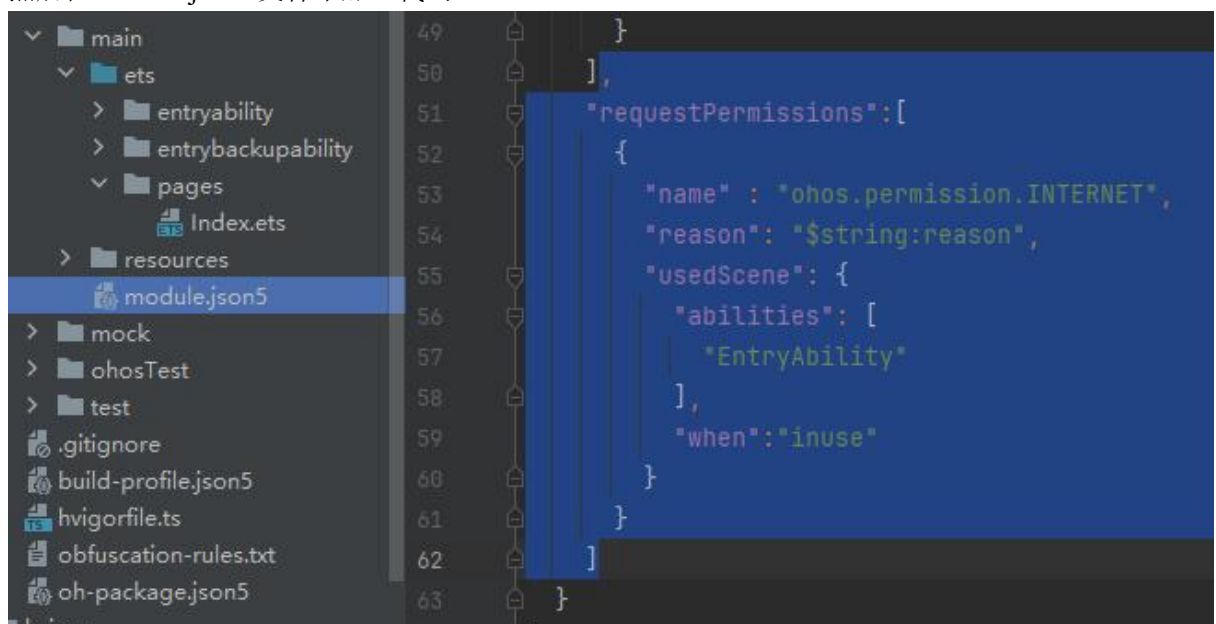 main
ets
entryability
entrybackupability
pages
Index.ets
resources
module.json5
mock
ohosTest
test
.gitignore
build-profile.json5
hvigorfile.ts
obfuscation-rules.txt
oh-package.json5
49 }
50 ],
51 "requestPermissions":[
52 {
53 "name" : "ohos.permission.INTERNET",
54 "reason": "$string:reason",
55 "usedScene": {
56 "abilities": [
57 "EntryAbility"
58 ],
59 "when":"inuse"
60 }
61 }
62 ]
63 }